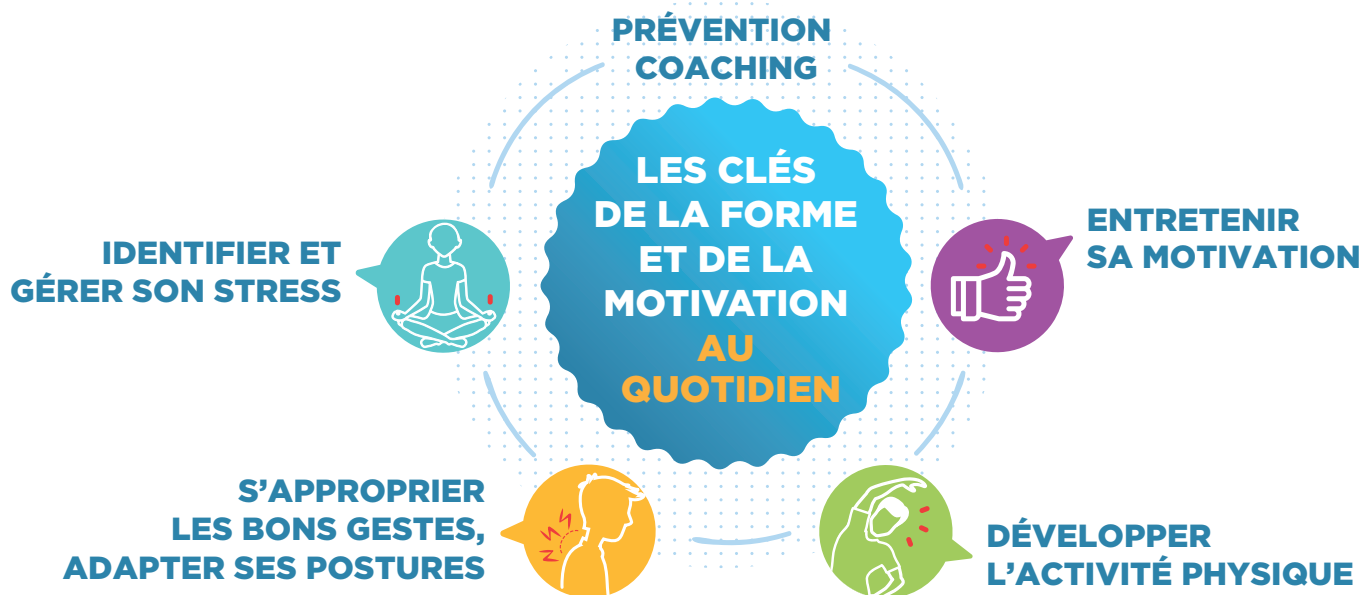 PRÉVENTION
COACHING
LES CLÉS
DE LA FORME
ET DE LA
MOTIVATION
AU
QUOTIDIEN
IDENTIFIER ET
GÉRER SON STRESS
ENTRETENIR
SA MOTIVATION
S’APPROPRIER
LES BONS GESTES,
ADAPTER SES POSTURES
DÉVELOPPER
L’ACTIVITÉ PHYSIQUE